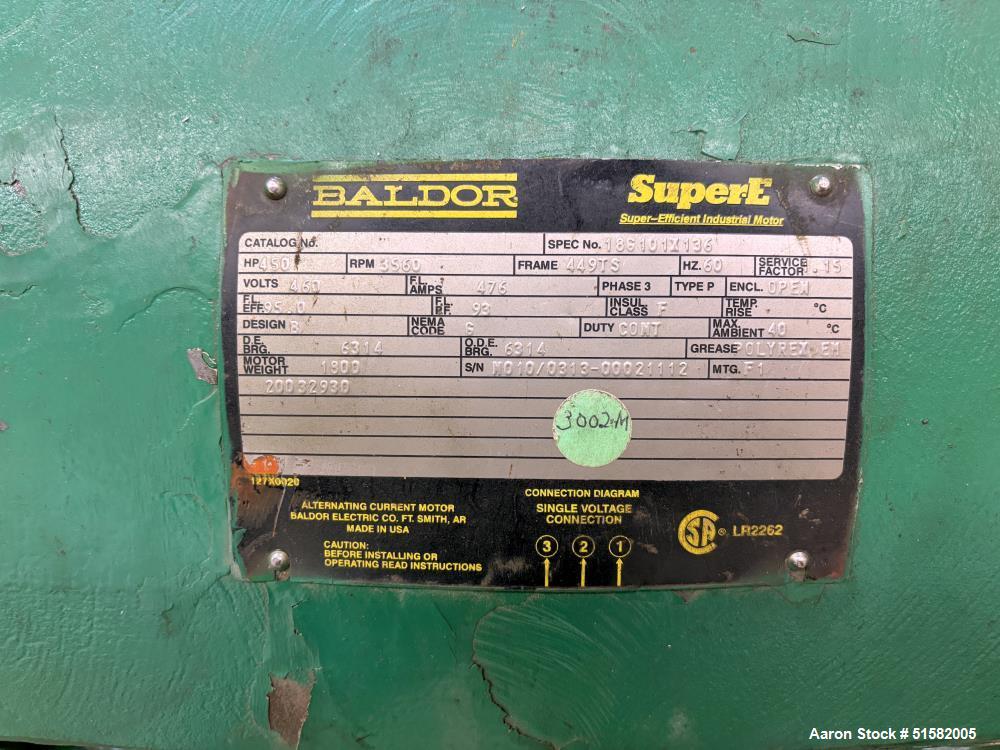 BALDOR
Super-E
Super-Efficient Industrial Motor
CATALOG No. SPEC No. 18G101X136
HP 450 RPM 3560 FRAME 449TS HZ. 60 SERVICE FACTOR 1.15
VOLTS 460 F.L. AMPS 476 PHASE 3 TYPE P ENCL. OPEN
F.L. EFF. 95.0 F.L. P.F. 93 INSUL CLASS F TEMP. RISE °C
DESIGN B NEMA CODE G DUTY CONT MAX. AMBIENT 40 °C
D.E. BRG. 6314 O.D.E. BRG. 6314 GREASE POLYREX EM
MOTOR WEIGHT 1800 S/N M010/0313-00021112 MTG. F1
20032930
3002-M
127X0020
ALTERNATING CURRENT MOTOR
BALDOR ELECTRIC CO. FT. SMITH, AR
MADE IN USA
CAUTION:
BEFORE INSTALLING OR
OPERATING READ INSTRUCTIONS
CONNECTION DIAGRAM
SINGLE VOLTAGE
CONNECTION
3 2 1
SA ® LR2262
Aaron Stock # 51582005